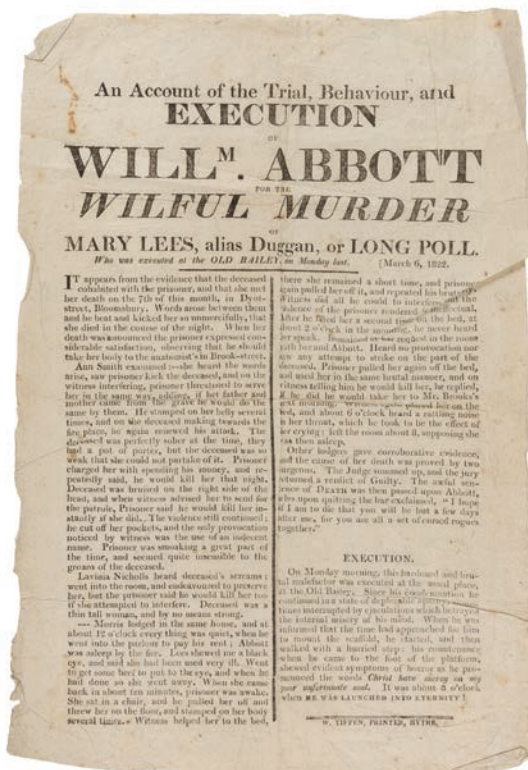 An Account of the Trial, Behaviour, and
EXECUTION
OF
WILLM. ABBOTT
FOR THE
WILFUL MURDER
OF
MARY LEES, alias Duggan, or LONG POLL.
Who was executed at the OLD BAILEY, on Monday last. [March 6, 1822.
IT appears from the evidence that the deceased
cohabited with the prisoner, and that she met
her death on the 7th of this month, in Dyot-
street, Bloomsbury. Words arose between them
and he beat and kicked her so unmercifully, that
she died in the course of the night. When her
death was announced the prisoner expressed con-
siderable satisfaction, observing that he should
take her body to the anatomist's in Brook-street.
Ann Smith examined :—she heard the words
arise, saw prisoner kick the deceased, and on the
witness interfering, prisoner threatened to serve
her in the same way, adding, if her father and
mother came from the grave he would do the
same by them. He stamped on her belly several
times, and on the deceased making towards the
fire place, he again renewed his attack. The
deceased was perfectly sober at the time, they
had a pot of porter, but the deceased was so
weak that she could not partake of it. Prisoner
charged her with spending his money, and re-
peatedly said, he would kill her that night.
Deceased was bruised on the right side of the
head, and when witness advised her to send for
the patrole, Prisoner said he would kill her in-
stantly if she did. The violence still continued;
he cut off her pockets, and the only provocation
noticed by witness was the use of an indecent
name. Prisoner was smoaking a great part of
the time, and seemed quite insensible to the
groans of the deceased.
Lavinia Nicholls heard deceased's screams;
went into the room, and endeavoured to preserve
her, but the prisoner said he would kill her too
if she attempted to interfere. Deceased was a
thin tall woman, and by no means strong.
— Morris lodged in the same house, and at
about 12 o'clock every thing was quiet, when he
went into the parlour to pay his rent; Abbott
was asleep by the fire. Lees shewed me a black
eye, and said she had been used very ill. Went
to get some beer to put to the eye, and when he
had done so she went away. When she came
back in about ten minutes, prisoner was awake.
She sat in a chair, and he pulled her off and
threw her on the floor, and stamped on her body
several times. Witness helped her to the bed,
there she remained a short time, and prisoner
again pulled her off it, and repeated his brutality
Witness did all he could to interfere, but the
violence of the prisoner rendered it ineffectual.
After he flung her a second time on the bed, at
about 2 o'clock in the morning, he never heard
her speak. Remained at her request in the room
with her and Abbott. Heard no provocation nor
saw any attempt to strike on the part of the
deceased. Prisoner pulled her again off the bed,
and used her in the same brutal manner, and on
witness telling him he would kill her, he replied,
if he did he would take her to Mr. Brooks's
next morning. Witness again placed her on the
bed, and about 6 o'clock heard a rattling noise
in her throat, which he took to be the effect of
her crying; left the room about 8, supposing she
was then asleep.
Other lodgers gave corroborative evidence,
and the cause of her death was proved by two
surgeons. The Judge summed up, and the jury
returned a verdict of Guilty. The awful sen-
tence of DEATH was then passed upon Abbott,
who upon quitting the bar exclaimed, "I hope
if I am to die that you will be but a few days
after me, for you are all a set of cursed rogues
together."
EXECUTION.
On Monday morning, this hardened and bru-
tal malefactor was executed at the usual place,
at the Old Bailey. Since his condemnation he
continued in a state of
times interrupted by ejaculations which betrayed
the internal misery of his mind. When he was
informed that the time had approached for him
to mount the scaffold, he started, and then
walked with a hurried step: his countenance
when he came to the foot of the platform,
shewed evident symptoms of horror as he pro-
nounced the words Christ have mercy on my
poor unfortunate soul. It was about 8 o'clock
when HE WAS LAUNCHED INTO ETERNITY!
W. TIFFEN, PRINTER, HYTHE.